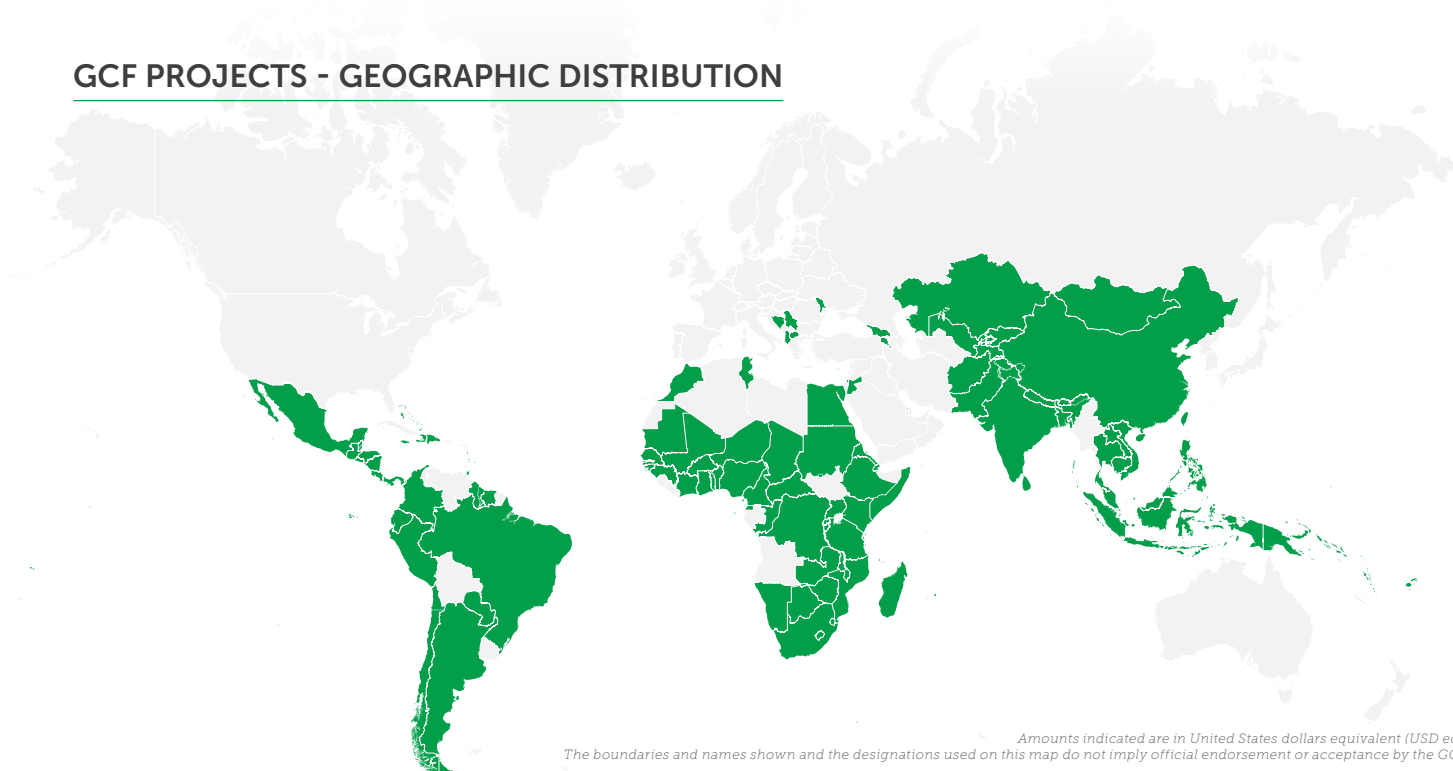 GCF PROJECTS - GEOGRAPHIC DISTRIBUTION
Amounts indicated are in United States dollars equivalent (USD
The boundaries and names shown and the designations used on this map do not imply official endorsement or acceptance by the